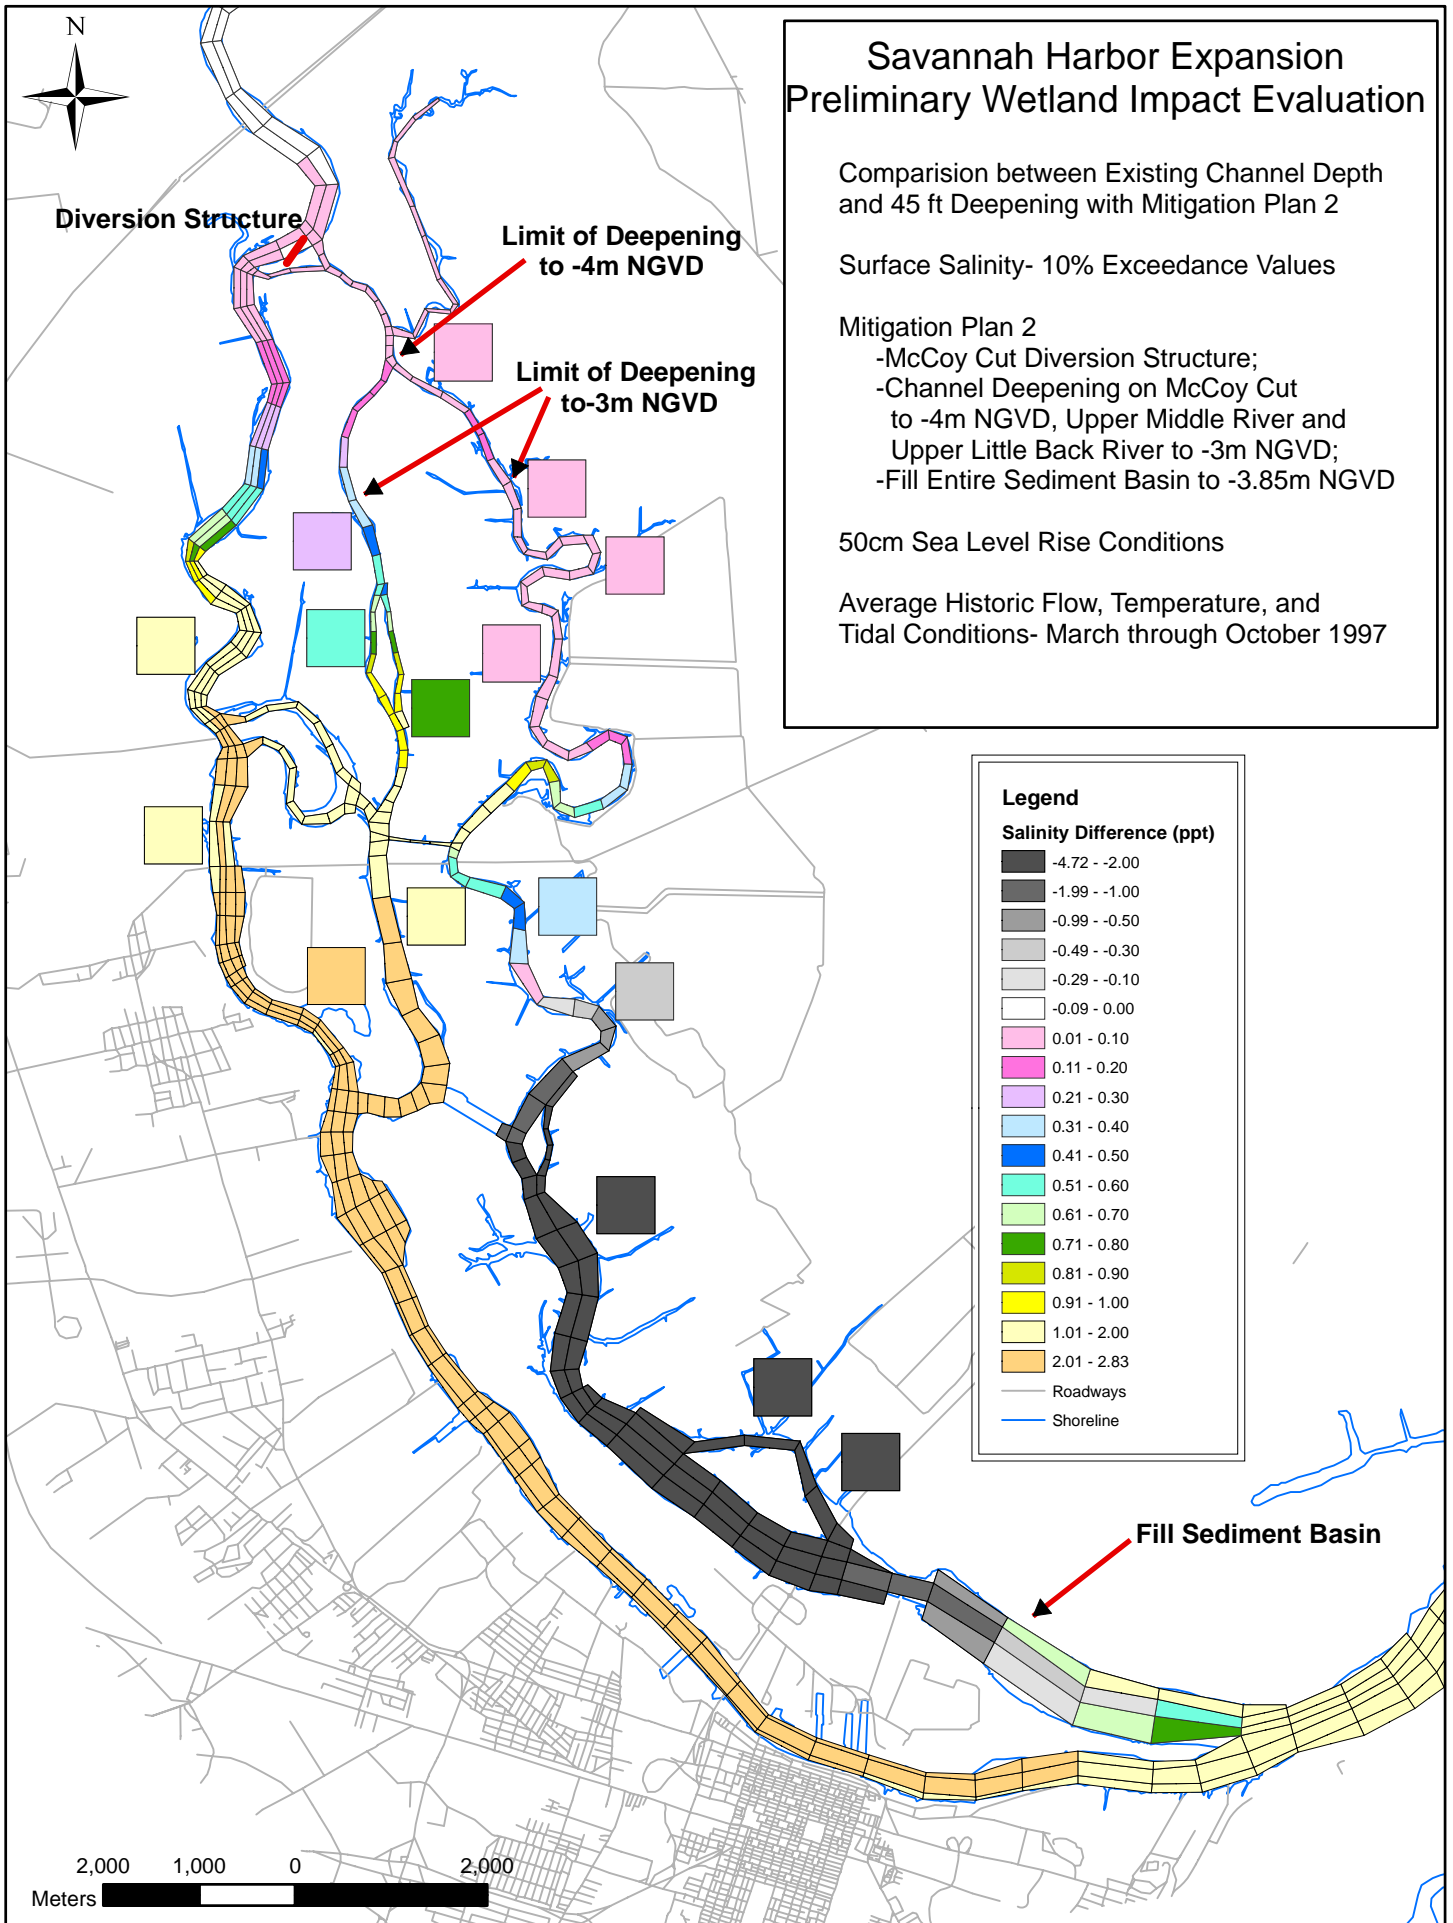 Savannah Harbor Expansion
Preliminary Wetland Impact Evaluation
Comparision between Existing Channel Depth
and 45 ft Deepening with Mitigation Plan 2
Surface Salinity- 10% Exceedance Values
Mitigation Plan 2
-McCoy Cut Diversion Structure;
-Channel Deepening on McCoy Cut
to -4m NGVD, Upper Middle River and
Upper Little Back River to -3m NGVD;
-Fill Entire Sediment Basin to -3.85m NGVD
50cm Sea Level Rise Conditions
Average Historic Flow, Temperature, and
Tidal Conditions- March through October 1997
N
Diversion Structure
Limit of Deepening
to -4m NGVD
Limit of Deepening
to-3m NGVD
Legend
Salinity Difference (ppt)
-4.72 - -2.00
-1.99 - -1.00
-0.99 - -0.50
-0.49 - -0.30
-0.29 - -0.10
-0.09 - 0.00
0.01 - 0.10
0.11 - 0.20
0.21 - 0.30
0.31 - 0.40
0.41 - 0.50
0.51 - 0.60
0.61 - 0.70
0.71 - 0.80
0.81 - 0.90
0.91 - 1.00
1.01 - 2.00
2.01 - 2.83
Roadways
Shoreline
Fill Sediment Basin
2,000 1,000 0 2,000
Meters